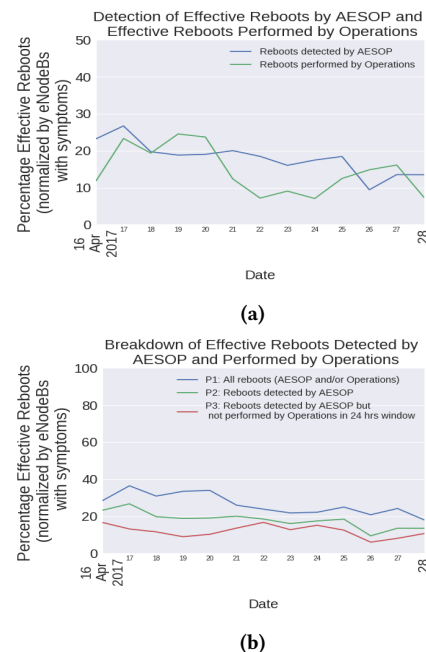 Detection of Effective Reboots by AESOP and
Effective Reboots Performed by Operations
Percentage Effective Reboots
(normalized by eNodeBs
with symptoms)
50
40
30
20
10
0
Reboots detected by AESOP
Reboots performed by Operations
16
Apr
2017
17
18
19
20
21
22
23
24
25
26
27
28
Date
(a)
Breakdown of Effective Reboots Detected by
AESOP and Performed by Operations
Percentage Effective Reboots
(normalized by eNodeBs
with symptoms)
100
80
60
40
20
0
P1: All reboots (AESOP and/or Operations)
P2: Reboots detected by AESOP
P3: Reboots detected by AESOP but
not performed by Operations in 24 hrs window
16
Apr
2017
17
18
19
20
21
22
23
24
25
26
27
28
Date
(b)